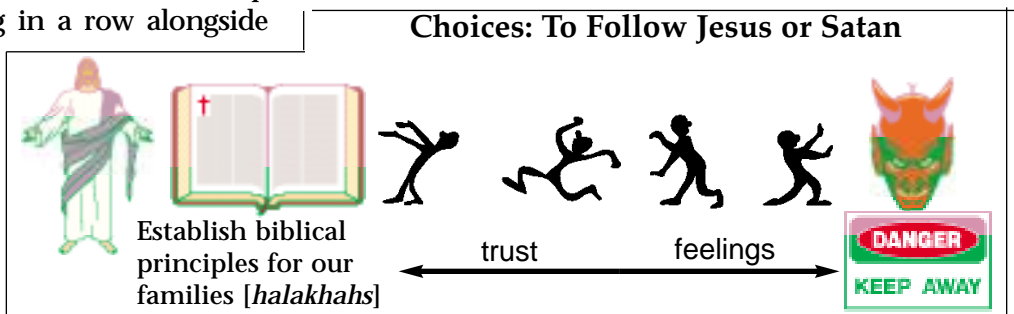 g in a row alongside
Choices: To Follow Jesus or Satan
Establish biblical
principles for our
families [halakhahs]
trust feelings
DANGER
KEEP AWAY